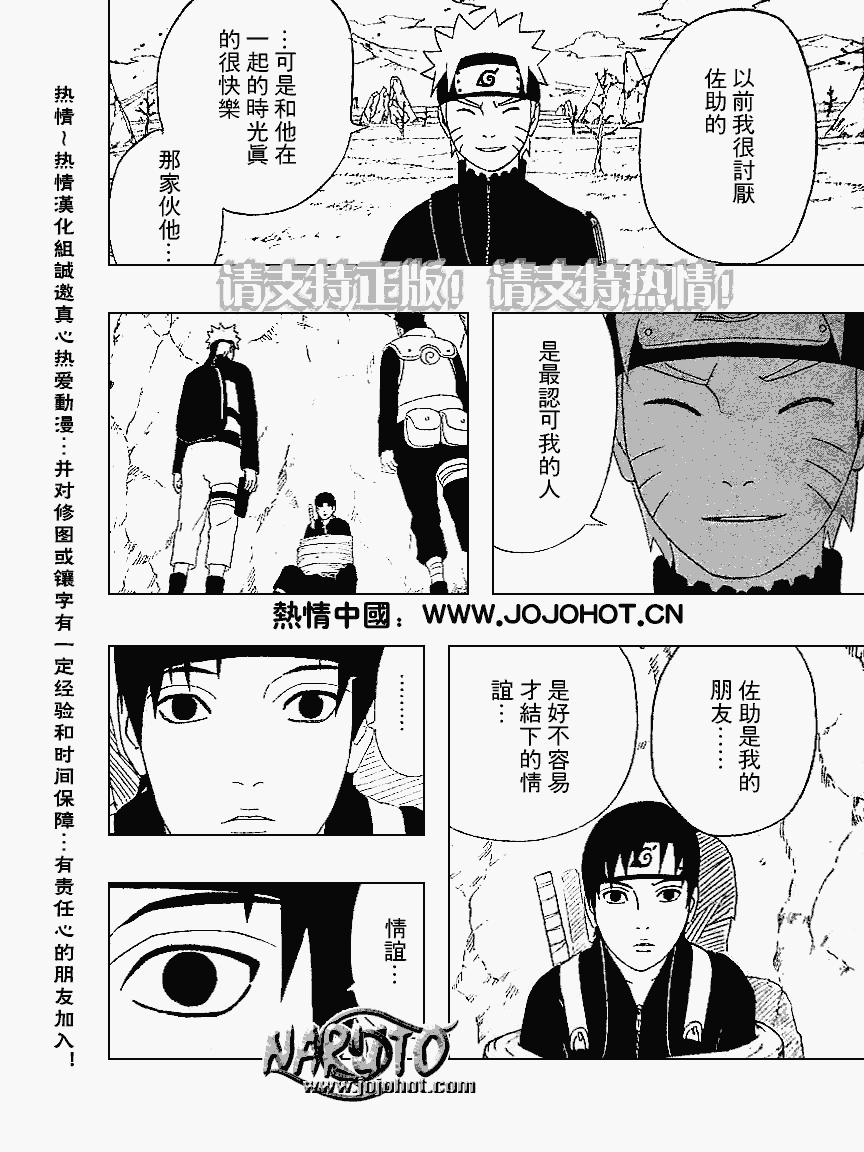 以前我很討厭
佐助的
…可是和他在
一起的時光眞
的很快樂
那家伙他…
请支持正版！ 请支持热情！
是最認可我的人
熱情中國：WWW.JOJOHOT.CN
佐助是我的
朋友……
是好不容易
才結下的情
誼…
………
情誼…
NARUTO
www.jojohot.com
热情～热情漢化組誠邀真心热爱動漫…并对修图或镶字有一定经验和时间保障…有责任心的朋友加入！